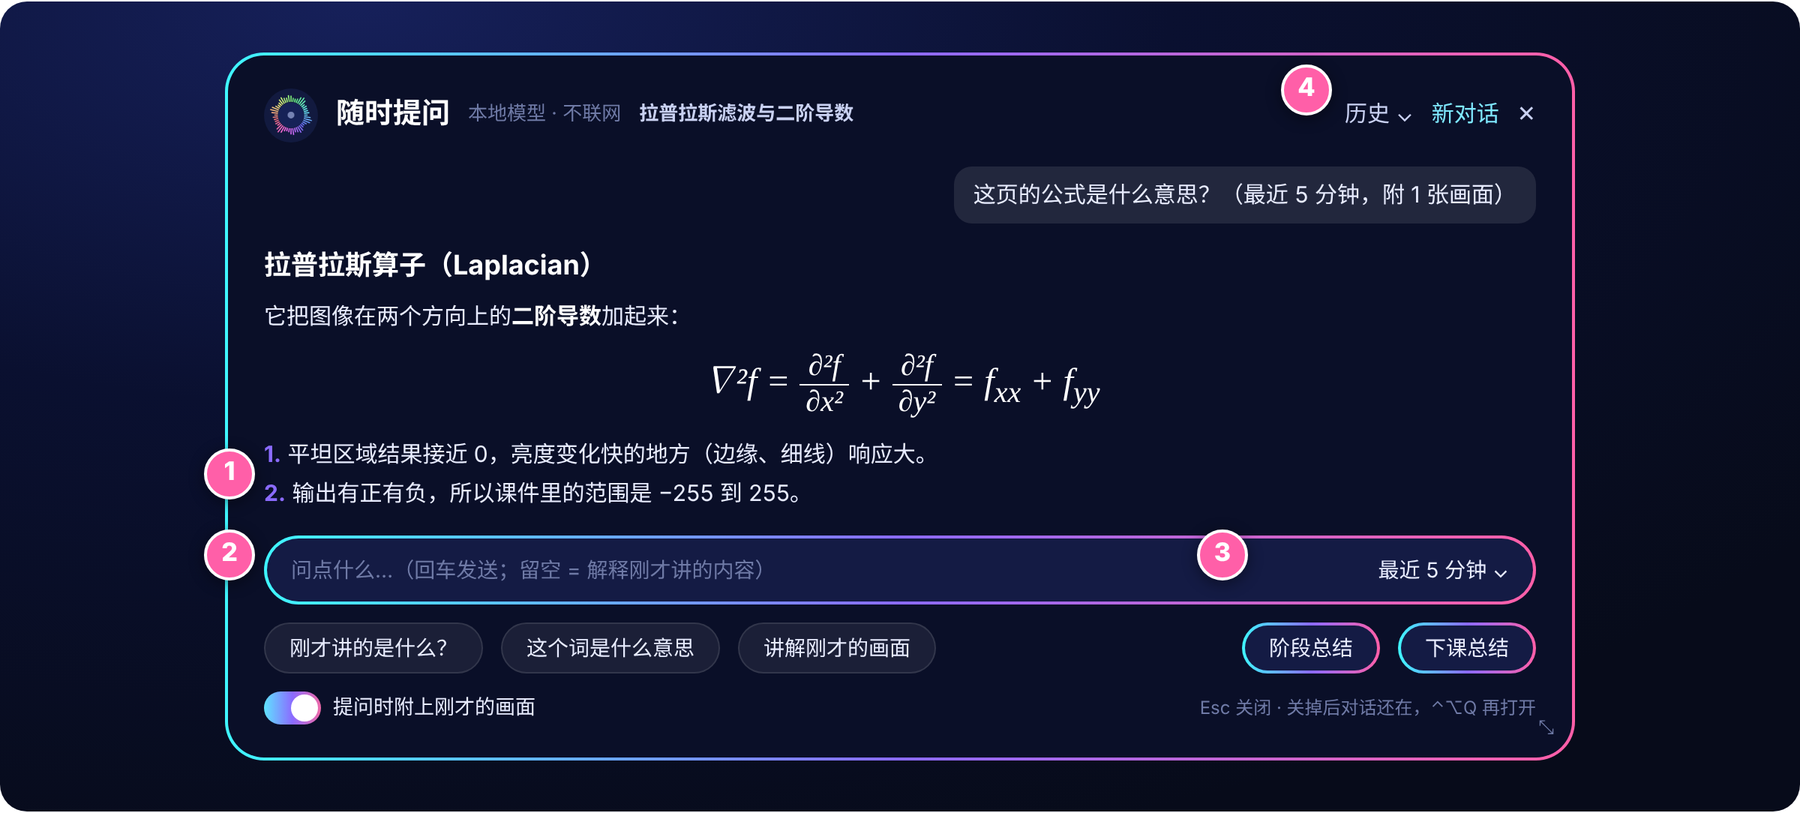 随时提问 本地模型 · 不联网 拉普拉斯滤波与二阶导数 4 历史 新对话 ×
这页的公式是什么意思？（最近 5 分钟，附 1 张画面）
拉普拉斯算子（Laplacian）
它把图像在两个方向上的二阶导数加起来：
∇²f = ∂²f/∂x² + ∂²f/∂y² = fxx + fyy
1
1. 平坦区域结果接近 0，亮度变化快的地方（边缘、细线）响应大。
2. 输出有正有负，所以课件里的范围是 −255 到 255。
2 问点什么...（回车发送；留空 = 解释刚才讲的内容） 3 最近 5 分钟
刚才讲的是什么？ 这个词是什么意思 讲解刚才的画面 阶段总结 下课总结
提问时附上刚才的画面 Esc 关闭 · 关掉后对话还在，⌃⌥Q 再打开